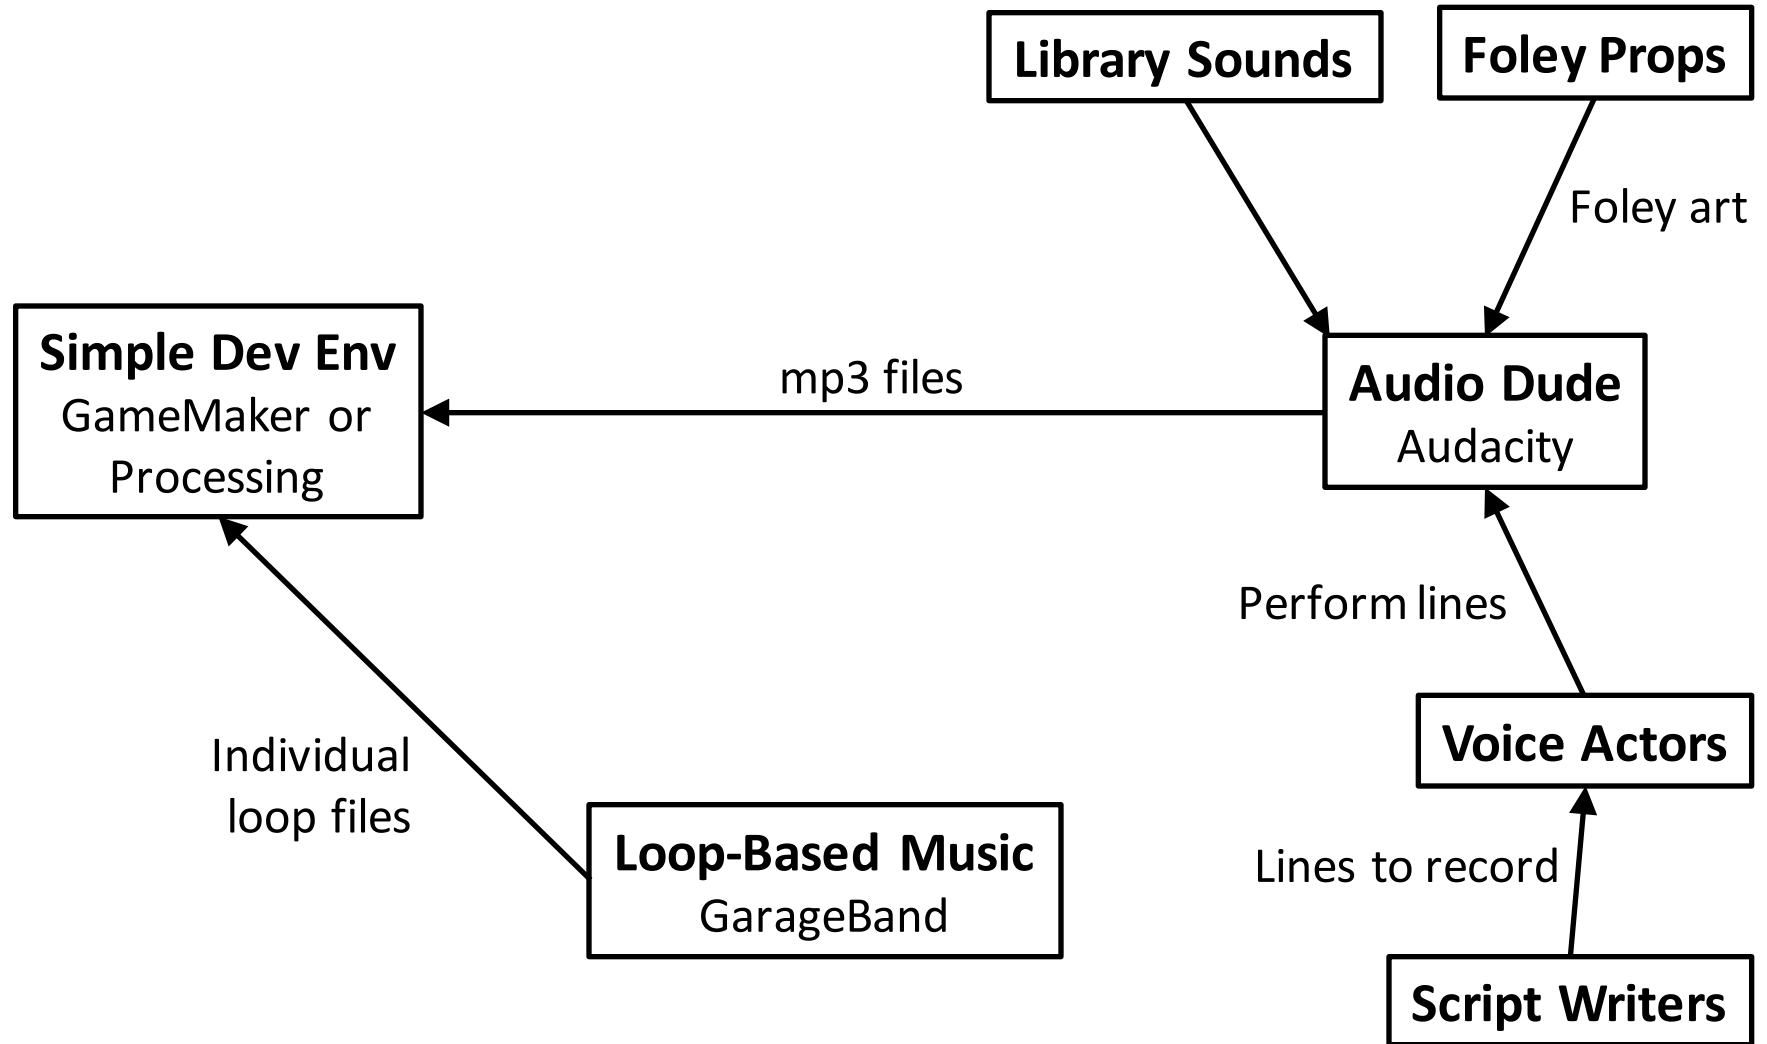 Library Sounds
Foley Props
Foley art
Simple Dev Env
GameMaker or
Processing
mp3 files
Audio Dude
Audacity
Perform lines
Voice Actors
Individual
loop files
Loop-Based Music
GarageBand
Lines to record
Script Writers